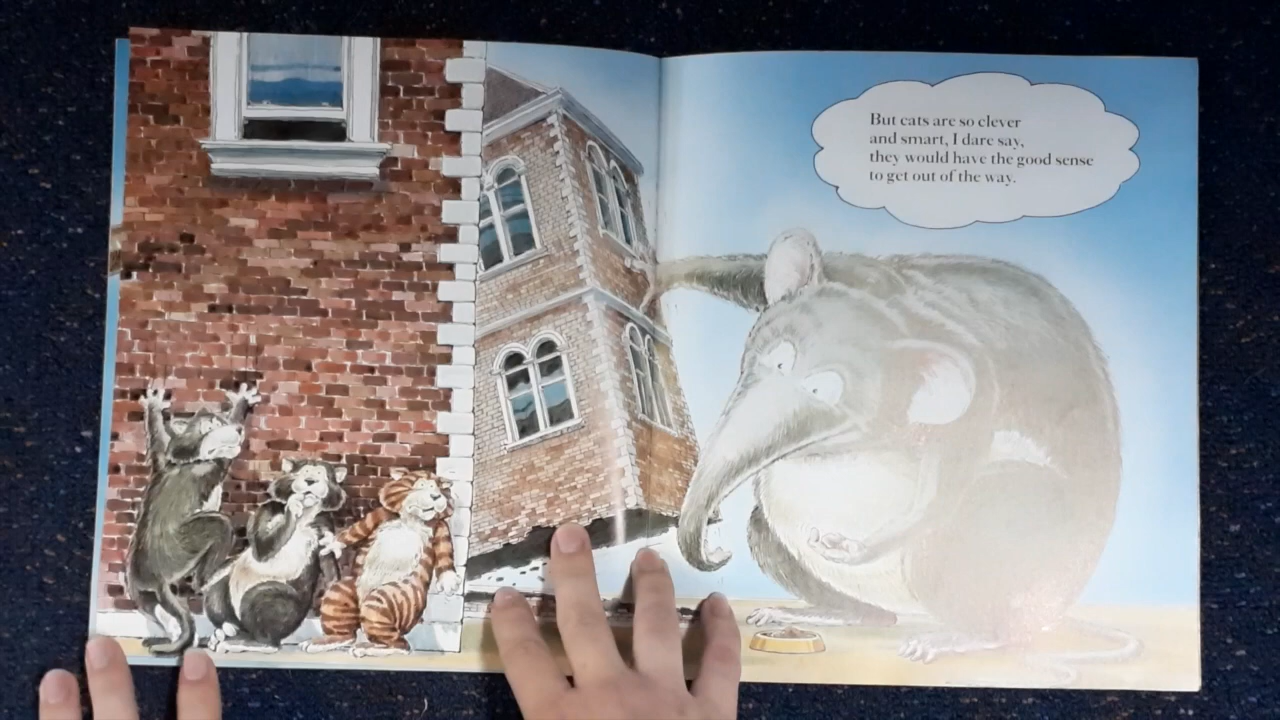 But cats are so clever
and smart, I dare say,
they would have the good sense
to get out of the way.